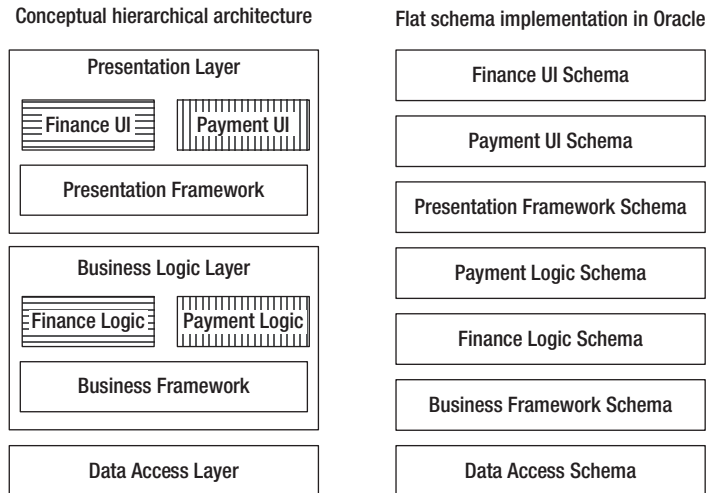 Conceptual hierarchical architecture
Presentation Layer
Finance UI
Payment UI
Presentation Framework
Business Logic Layer
Finance Logic
Payment Logic
Business Framework
Data Access Layer
Flat schema implementation in Oracle
Finance UI Schema
Payment UI Schema
Presentation Framework Schema
Payment Logic Schema
Finance Logic Schema
Business Framework Schema
Data Access Schema